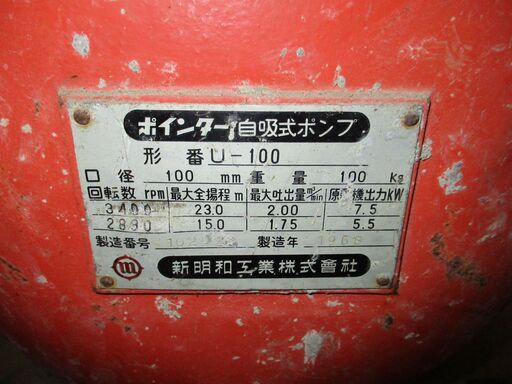 ポインター自吸式ポンプ
形番 U-100
口径 100 mm 重量 100 kg
回転数 rpm 最大全揚程 m 最大吐出量 m³/min 原動機出力 kW
3400 23.0 2.00 7.5
2890 15.0 1.75 5.5
製造番号 製造年 1968
新明和工業株式會社